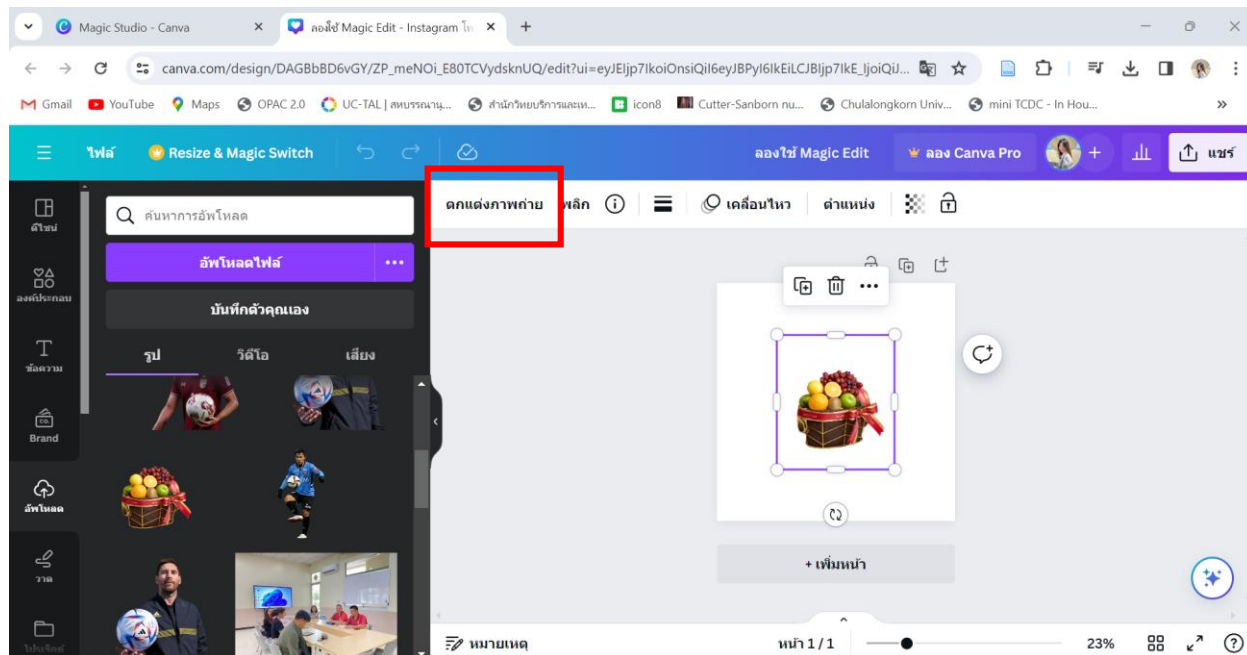 Magic Studio - Canva
ลองใช้ Magic Edit - Instagram โพ
canva.com/design/DAGBbBD6vGY/ZP_meNOi_E80TCVydsknUQ/edit?ui=eyJEIjp7IkoiOnsiQiI6eyJBPyI6IkEiLCJBIjp7IkE_IjoiQiJ...
Gmail YouTube Maps OPAC 2.0 UC-TAL | สหบรรณานุ... สำนักวิทยบริการและเท... icon8 Cutter-Sanborn nu... Chulalongkorn Univ... mini TCDC - In Hou... »
ไฟล์ Resize & Magic Switch ลองใช้ Magic Edit ลอง Canva Pro แชร์
ตกแต่งภาพถ่าย พลิก เคลื่อนไหว ตำแหน่ง
ดีไซน์
ค้นหาการอัพโหลด
อัพโหลดไฟล์
องค์ประกอบ
บันทึกตัวคุณเอง
ข้อความ
รูป วิดีโอ เสียง
CO.
Brand
อัพโหลด
วาด
+ เพิ่มหน้า
โปรเจ็กต์
หมายเหตุ หน้า 1 / 1 23%